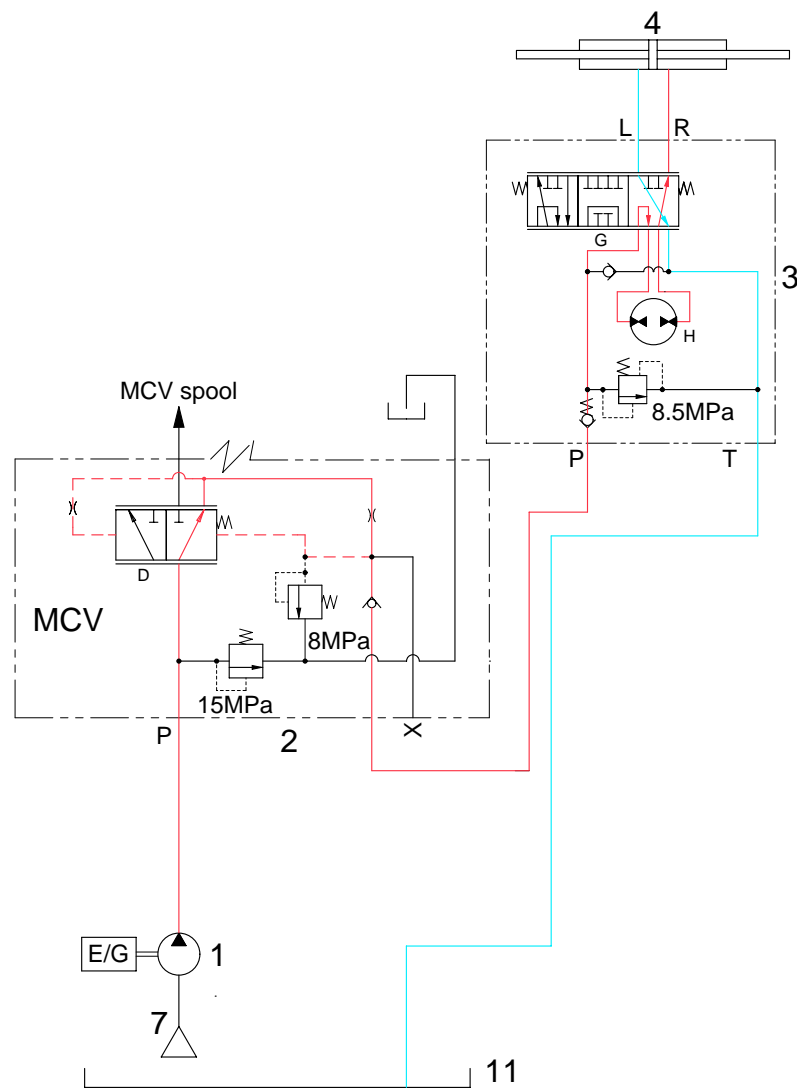 4
L R
G
3
H
MCV spool
8.5MPa
P T
D
MCV
8MPa
15MPa
P 2 X
E/G 1
7
11